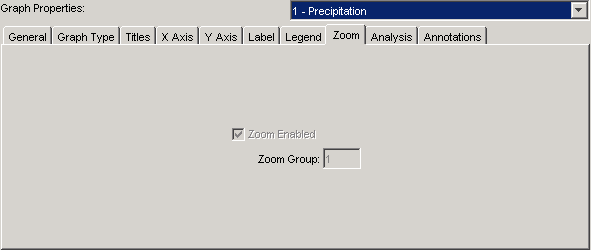 Graph Properties: 1 - Precipitation
General Graph Type Titles X Axis Y Axis Label Legend Zoom Analysis Annotations
Zoom Enabled
Zoom Group: 1